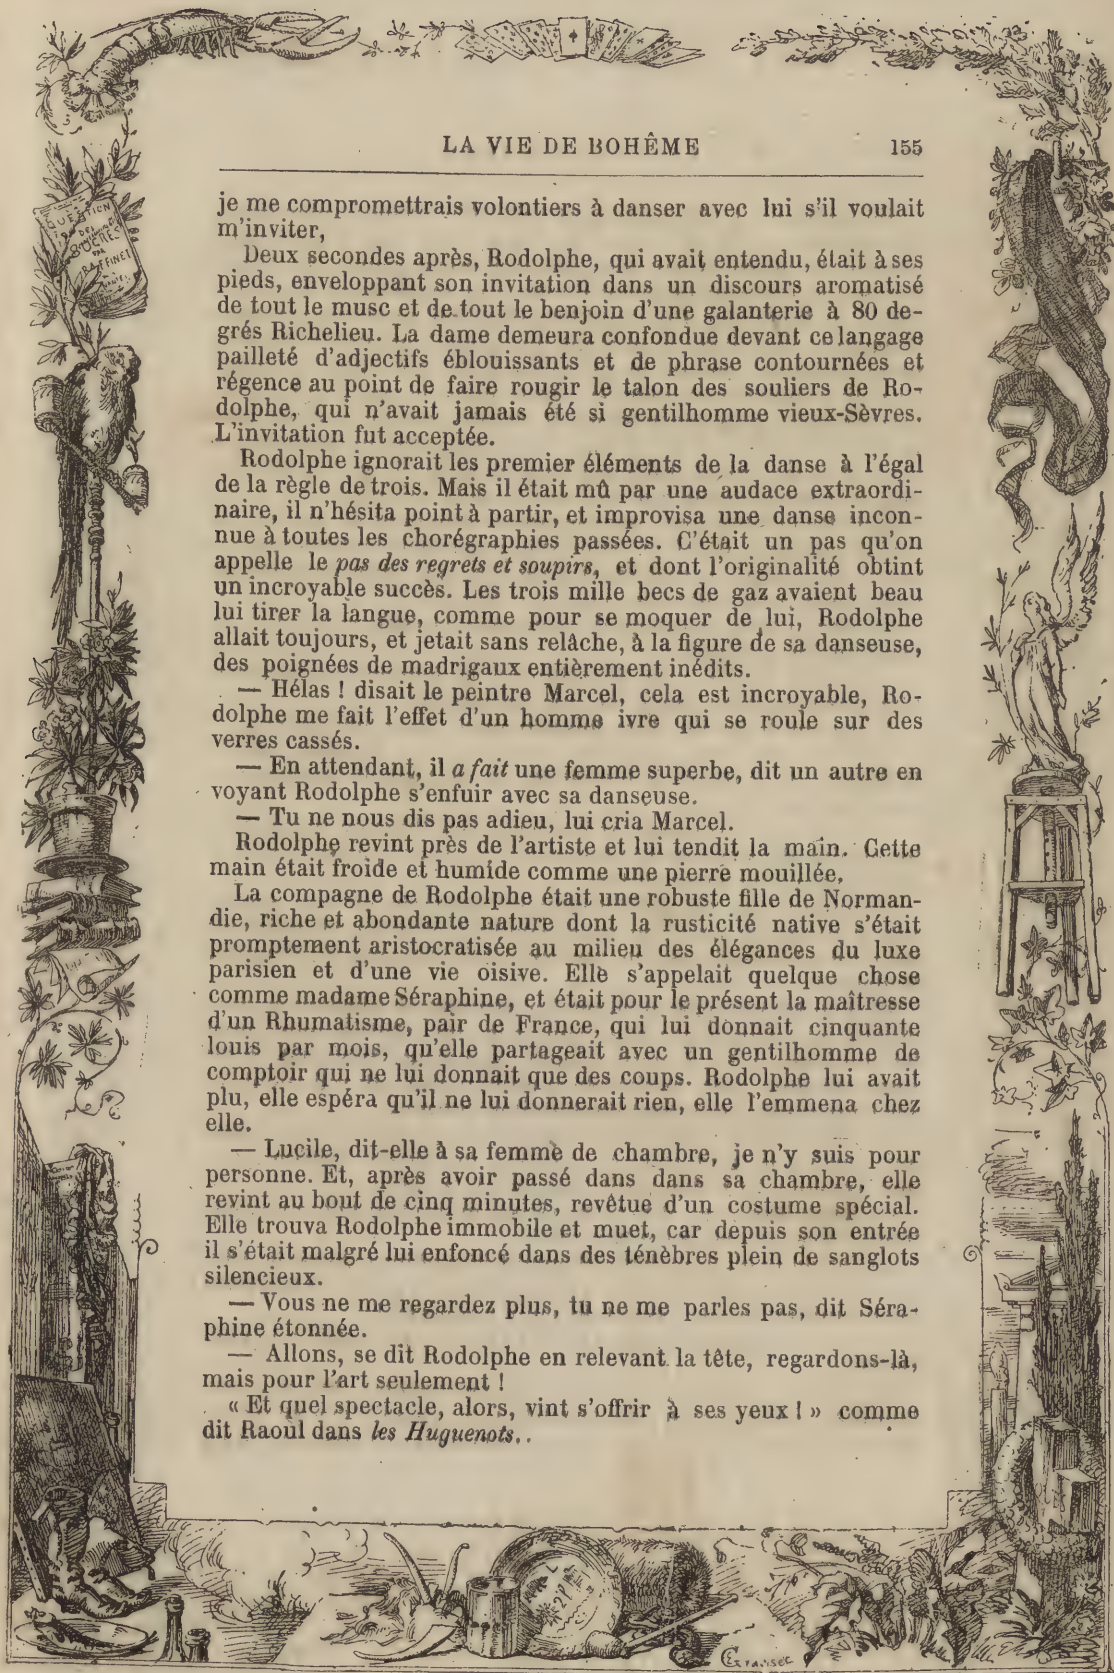 LA VIE DE BOHÊME 155
je me compromettrais volontiers à danser avec lui s'il voulait
m'inviter,
Deux secondes après, Rodolphe, qui avait entendu, était à ses
pieds, enveloppant son invitation dans un discours aromatisé
de tout le musc et de tout le benjoin d'une galanterie à 80 de-
grés Richelieu. La dame demeura confondue devant ce langage
pailleté d'adjectifs éblouissants et de phrase contournées et
régence au point de faire rougir le talon des souliers de Ro-
dolphe, qui n'avait jamais été si gentilhomme vieux-Sèvres.
L'invitation fut acceptée.
Rodolphe ignorait les premier éléments de la danse à l'égal
de la règle de trois. Mais il était mû par une audace extraordi-
naire, il n'hésita point à partir, et improvisa une danse incon-
nue à toutes les chorégraphies passées. C'était un pas qu'on
appelle le pas des regrets et soupirs, et dont l'originalité obtint
un incroyable succès. Les trois mille becs de gaz avaient beau
lui tirer la langue, comme pour se moquer de lui, Rodolphe
allait toujours, et jetait sans relâche, à la figure de sa danseuse,
des poignées de madrigaux entièrement inédits.
— Hélas ! disait le peintre Marcel, cela est incroyable, Ro-
dolphe me fait l'effet d'un homme ivre qui se roule sur des
verres cassés.
— En attendant, il a fait une femme superbe, dit un autre en
voyant Rodolphe s'enfuir avec sa danseuse.
— Tu ne nous dis pas adieu, lui cria Marcel.
Rodolphe revint près de l'artiste et lui tendit la main. Cette
main était froide et humide comme une pierre mouillée,
La compagne de Rodolphe était une robuste fille de Norman-
die, riche et abondante nature dont la rusticité native s'était
promptement aristocratisée au milieu des élégances du luxe
parisien et d'une vie oisive. Elle s'appelait quelque chose
comme madame Séraphine, et était pour le présent la maîtresse
d'un Rhumatisme, pair de France, qui lui donnait cinquante
louis par mois, qu'elle partageait avec un gentilhomme de
comptoir qui ne lui donnait que des coups. Rodolphe lui avait
plu, elle espéra qu'il ne lui donnerait rien, elle l'emmena chez
elle.
— Lucile, dit-elle à sa femme de chambre, je n'y suis pour
personne. Et, après avoir passé dans dans sa chambre, elle
revint au bout de cinq minutes, revêtue d'un costume spécial.
Elle trouva Rodolphe immobile et muet, car depuis son entrée
il s'était malgré lui enfoncé dans des ténèbres plein de sanglots
silencieux.
— Vous ne me regardez plus, tu ne me parles pas, dit Séra-
phine étonnée.
— Allons, se dit Rodolphe en relevant la tête, regardons-là,
mais pour l'art seulement !
« Et quel spectacle, alors, vint s'offrir à ses yeux ! » comme
dit Raoul dans les Huguenots..
QUESTION
DES
SUCRES
PAR
RAFFINET